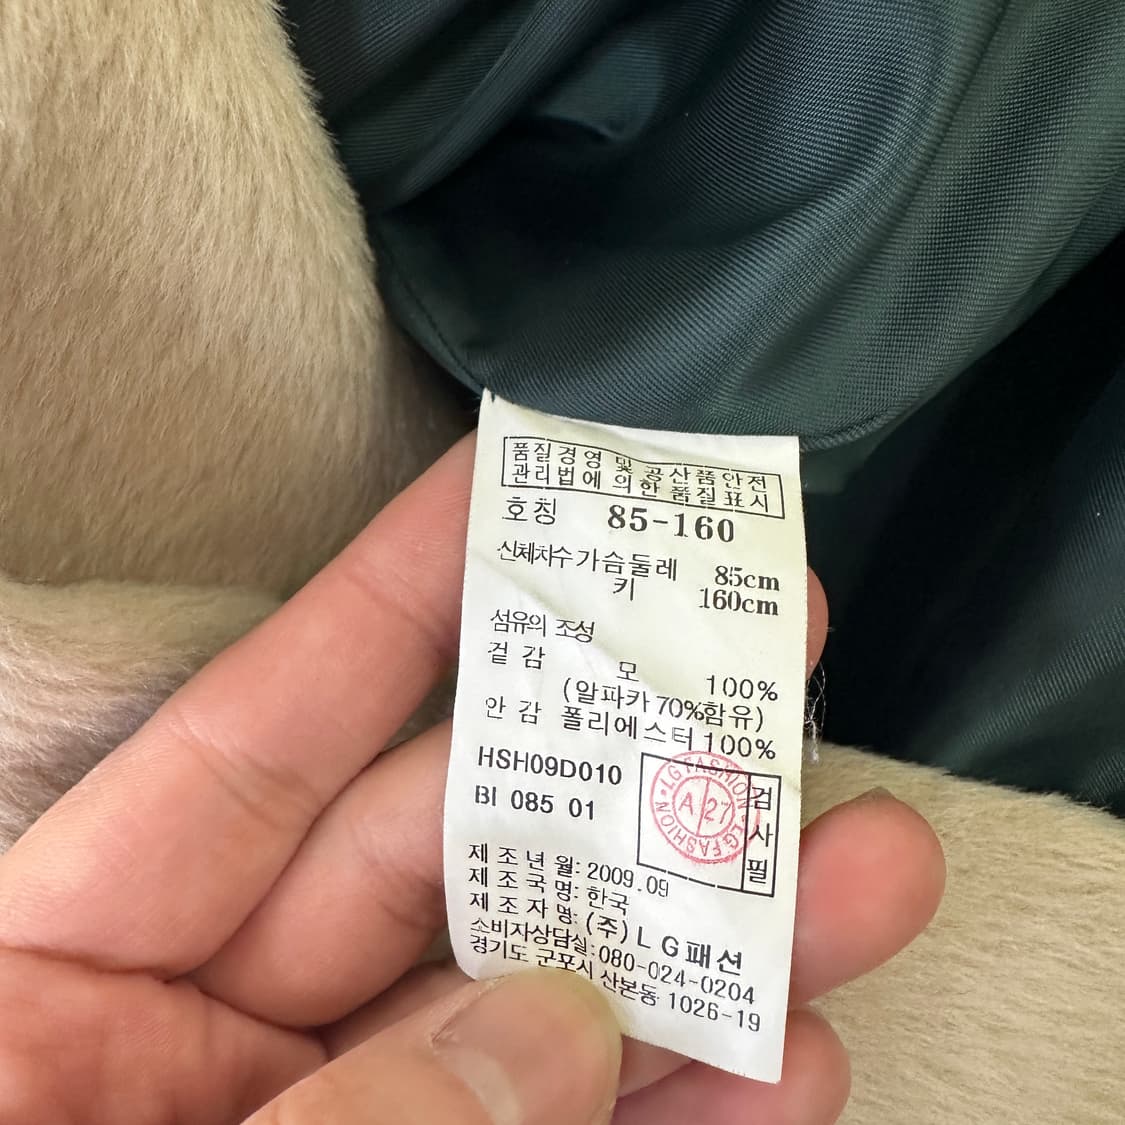 품질경영 및 공산품안전
관리법에 의한 품질표시
호칭 85-160
신체치수 가슴둘레 85cm
키 160cm
섬유의 조성
겉감 모 100%
(알파카 70%함유)
안감 폴리에스터 100%
HSH09D010
BI 085 01
LG FASHION · LG FASHION
A 27
검사필
제조년월: 2009.09
제조국명: 한국
제조자명: (주)LG패션
소비자상담실: 080-024-0204
경기도 군포시 산본동 1026-19